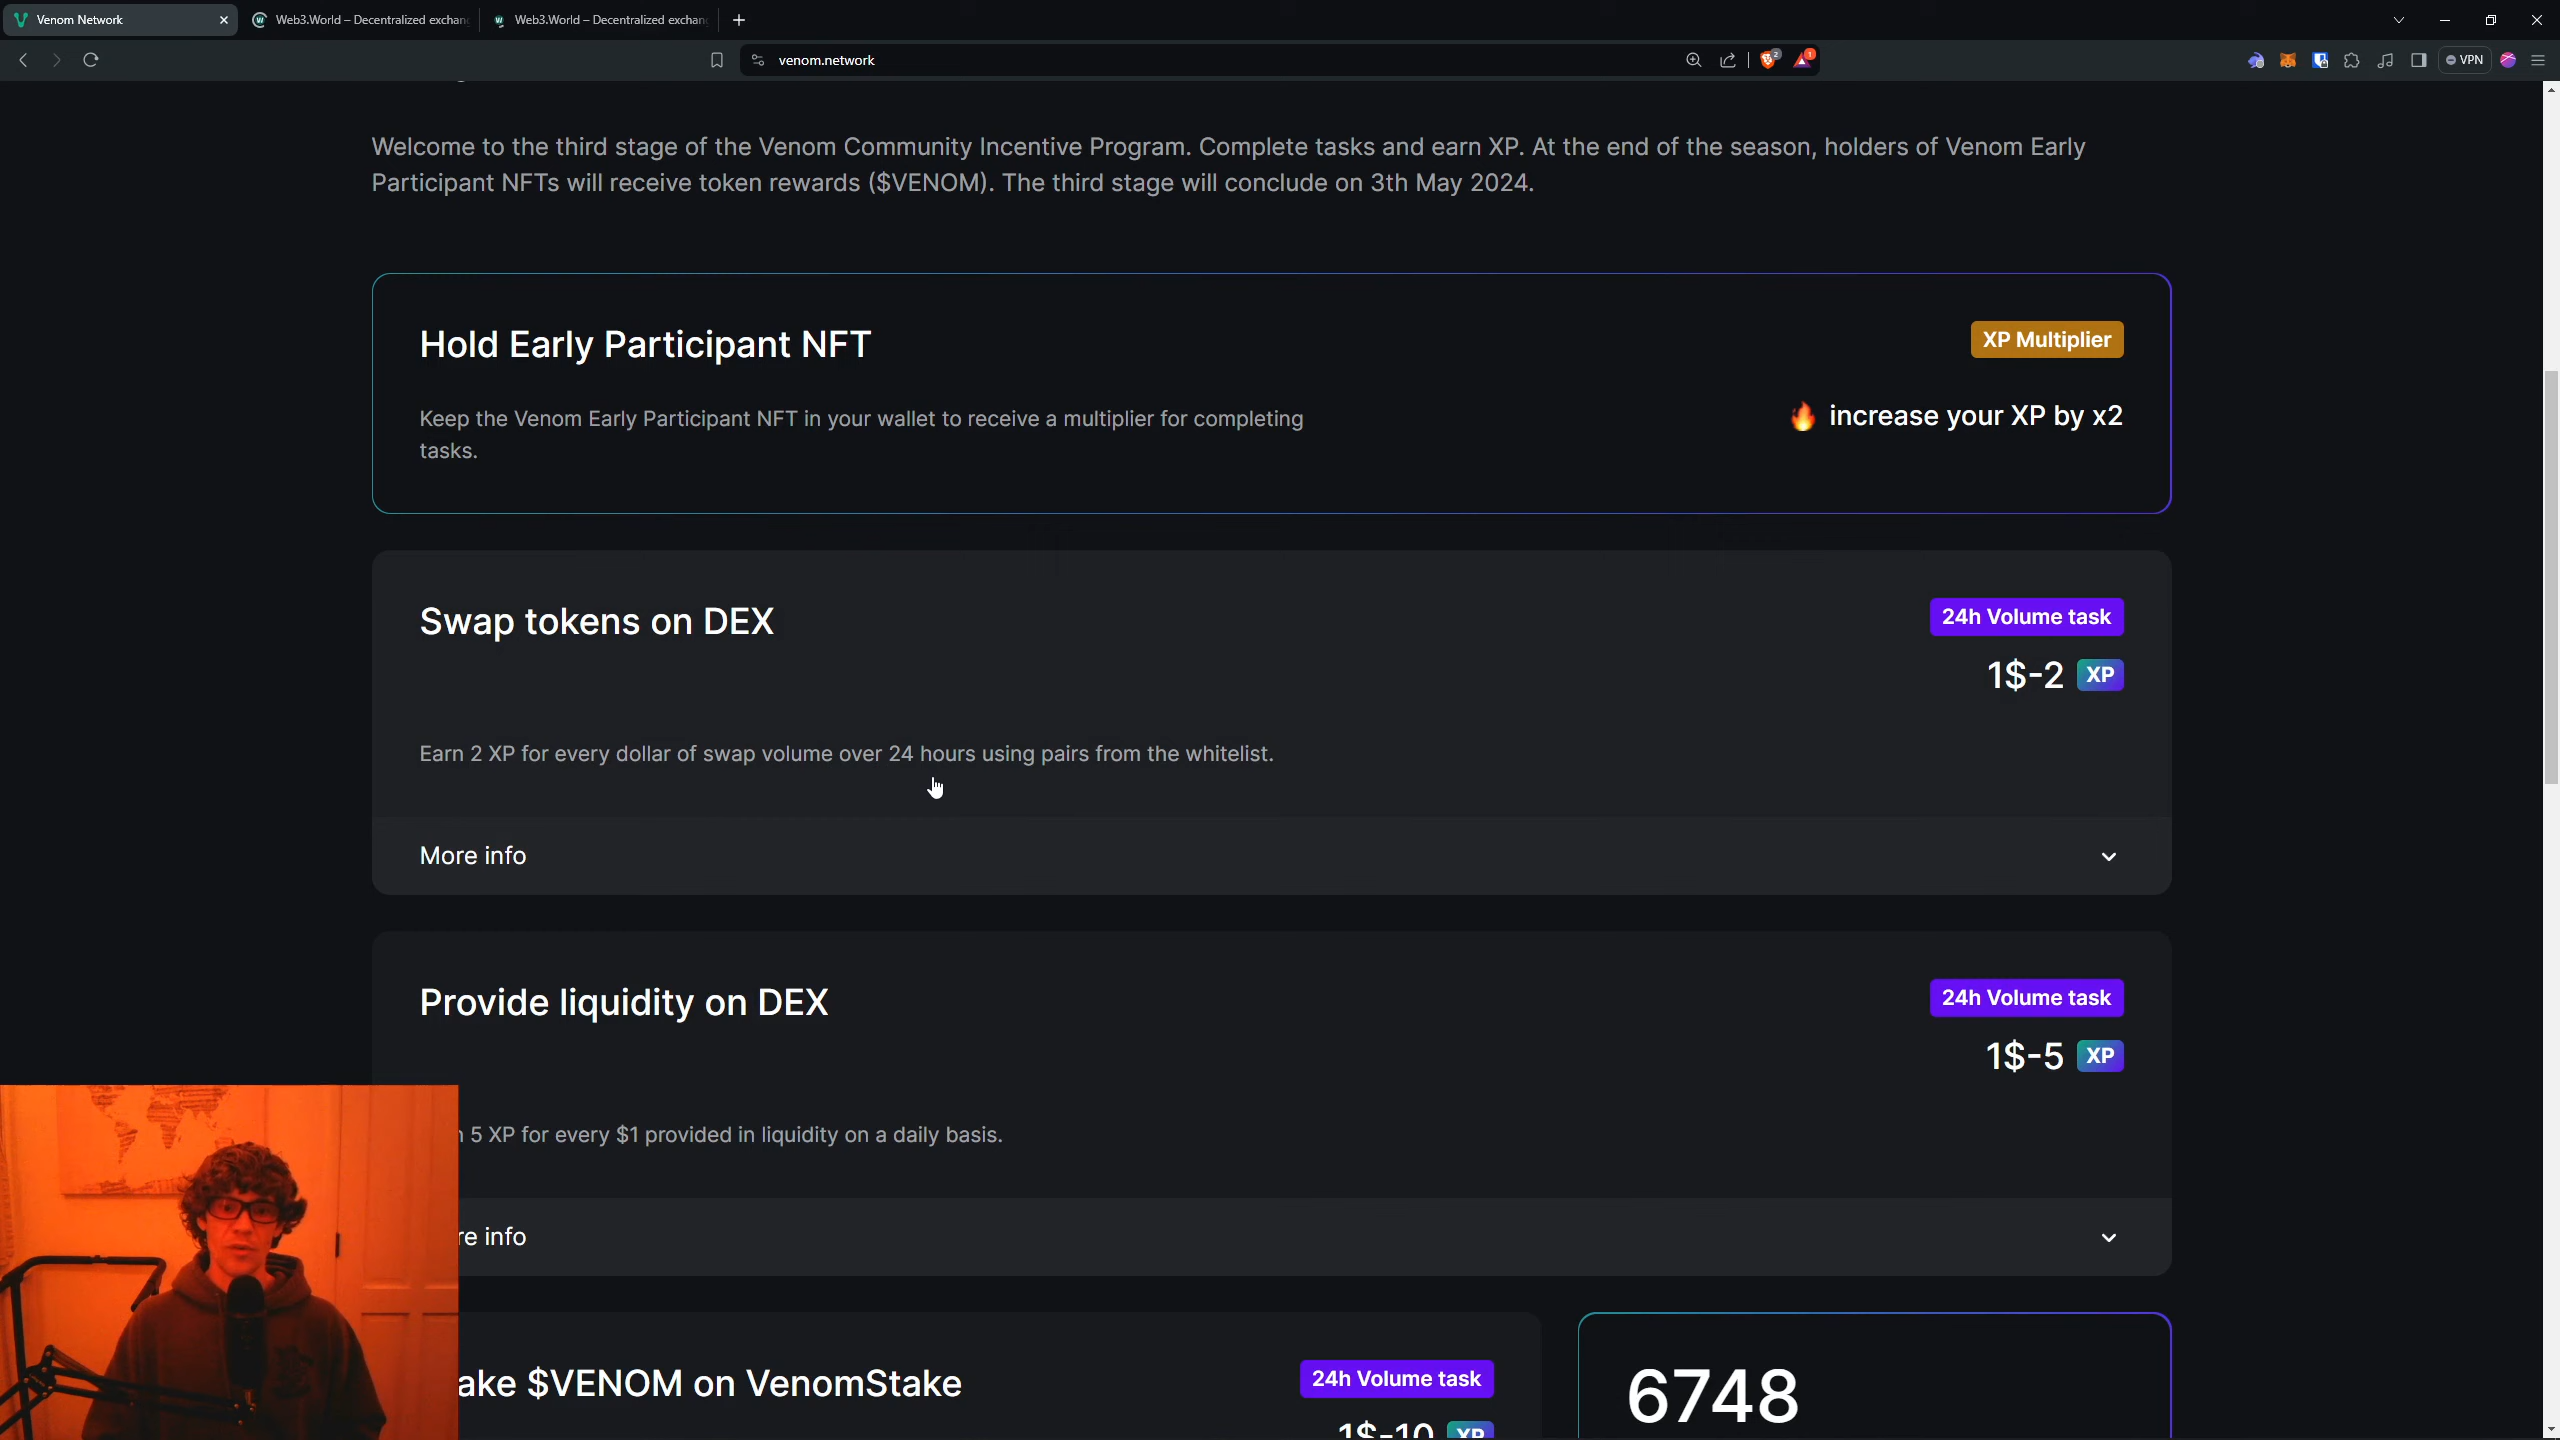 Venom Network
Web3.World – Decentralized exchan
Web3.World – Decentralized exchan
venom.network
2
1
VPN
Welcome to the third stage of the Venom Community Incentive Program. Complete tasks and earn XP. At the end of the season, holders of Venom Early
Participant NFTs will receive token rewards ($VENOM). The third stage will conclude on 3th May 2024.
Hold Early Participant NFT
XP Multiplier
Keep the Venom Early Participant NFT in your wallet to receive a multiplier for completing
tasks.
🔥 increase your XP by x2
Swap tokens on DEX
24h Volume task
1$-2 XP
Earn 2 XP for every dollar of swap volume over 24 hours using pairs from the whitelist.
More info
Provide liquidity on DEX
24h Volume task
1$-5 XP
5 XP for every $1 provided in liquidity on a daily basis.
re info
ake $VENOM on VenomStake
24h Volume task
1$-10 XP
6748